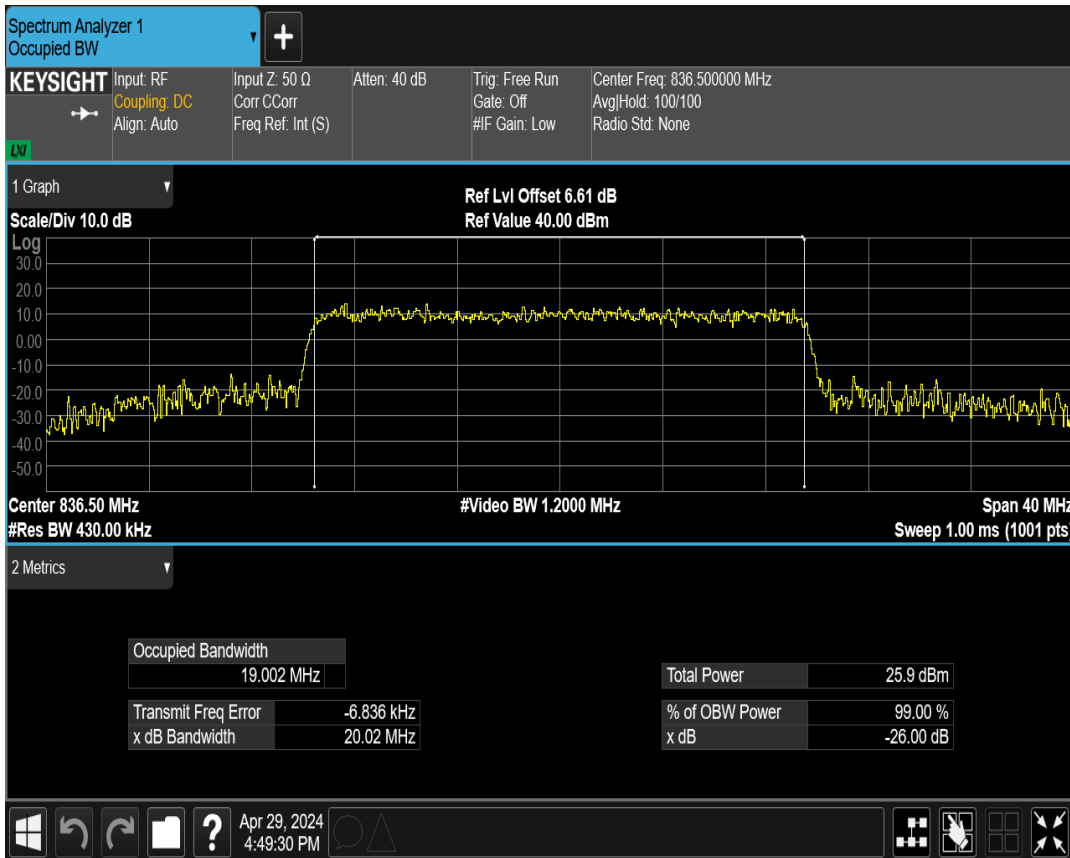 Spectrum Analyzer 1
Occupied BW
+
KEYSIGHT
LXI
Input: RF
Coupling: DC
Align: Auto
Input Z: 50 Ω
Corr CCorr
Freq Ref: Int (S)
Atten: 40 dB
Trig: Free Run
Gate: Off
#IF Gain: Low
Center Freq: 836.500000 MHz
Avg|Hold: 100/100
Radio Std: None
1 Graph
Ref Lvl Offset 6.61 dB
Scale/Div 10.0 dB
Ref Value 40.00 dBm
Log
30.0
20.0
10.0
0.00
-10.0
-20.0
-30.0
-40.0
-50.0
Center 836.50 MHz
#Video BW 1.2000 MHz
Span 40 MHz
#Res BW 430.00 kHz
Sweep 1.00 ms (1001 pts)
2 Metrics
Occupied Bandwidth
19.002 MHz
Total Power 25.9 dBm
Transmit Freq Error -6.836 kHz
% of OBW Power 99.00 %
x dB Bandwidth 20.02 MHz
x dB -26.00 dB
?
Apr 29, 2024
4:49:30 PM